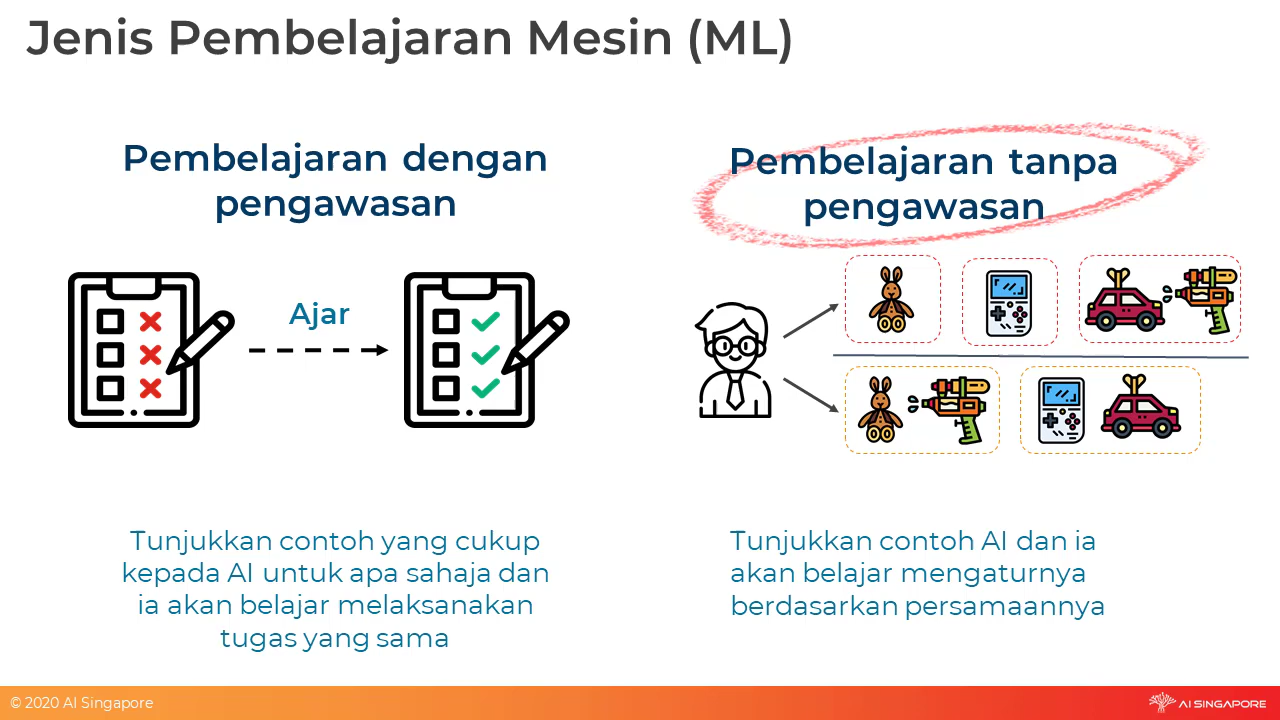 Jenis Pembelajaran Mesin (ML)
Pembelajaran dengan
pengawasan
Ajar
Tunjukkan contoh yang cukup
kepada AI untuk apa sahaja dan
ia akan belajar melaksanakan
tugas yang sama
Pembelajaran tanpa
pengawasan
Tunjukkan contoh AI dan ia
akan belajar mengaturnya
berdasarkan persamaannya
© 2020 AI Singapore
AI SINGAPORE